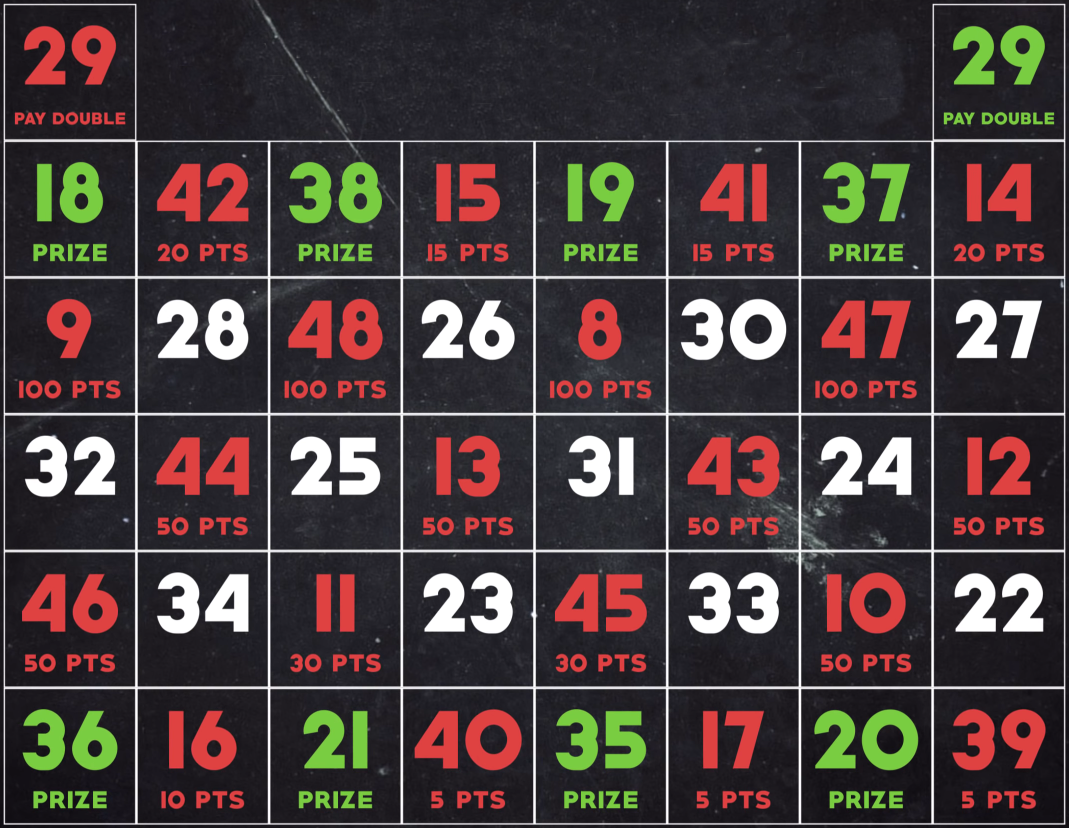 29 29
PAY DOUBLE PAY DOUBLE
18 42 38 15 19 41 37 14
PRIZE 20 PTS PRIZE 15 PTS PRIZE 15 PTS PRIZE 20 PTS
9 28 48 26 8 30 47 27
100 PTS 100 PTS 100 PTS 100 PTS
32 44 25 13 31 43 24 12
50 PTS 50 PTS 50 PTS 50 PTS
46 34 11 23 45 33 10 22
50 PTS 30 PTS 30 PTS 50 PTS
36 16 21 40 35 17 20 39
PRIZE 10 PTS PRIZE 5 PTS PRIZE 5 PTS PRIZE 5 PTS